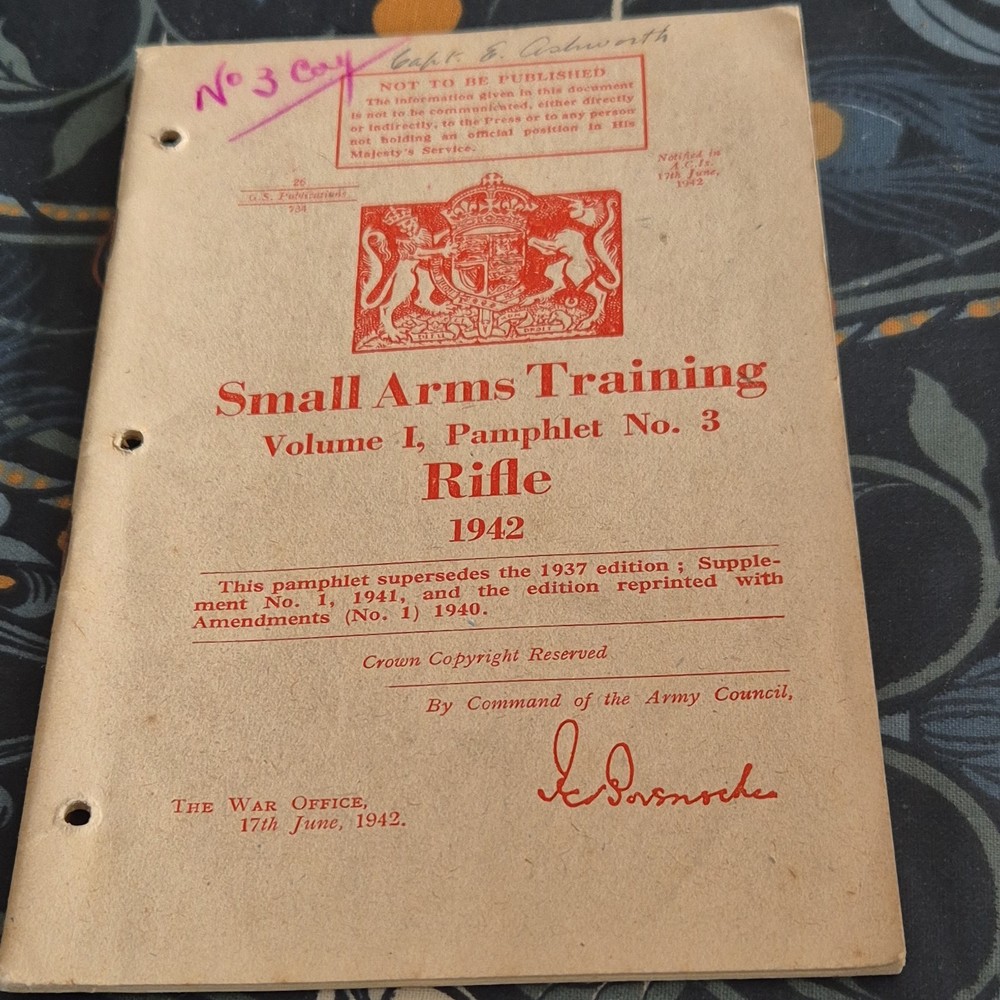 No 3 Coy
Capt. E. Ashworth
NOT TO BE PUBLISHED
The information given in this document
is not to be communicated, either directly
or indirectly, to the Press or to any person
not holding an official position in His
Majesty's Service.
26
G.S. Publications
734
Notified in
A.C.Is.
17th June,
1942
Small Arms Training
Volume I, Pamphlet No. 3
Rifle
1942
This pamphlet supersedes the 1937 edition ; Supple-
ment No. 1, 1941, and the edition reprinted with
Amendments (No. 1) 1940.
Crown Copyright Reserved
By Command of the Army Council,
THE WAR OFFICE,
17th June, 1942.